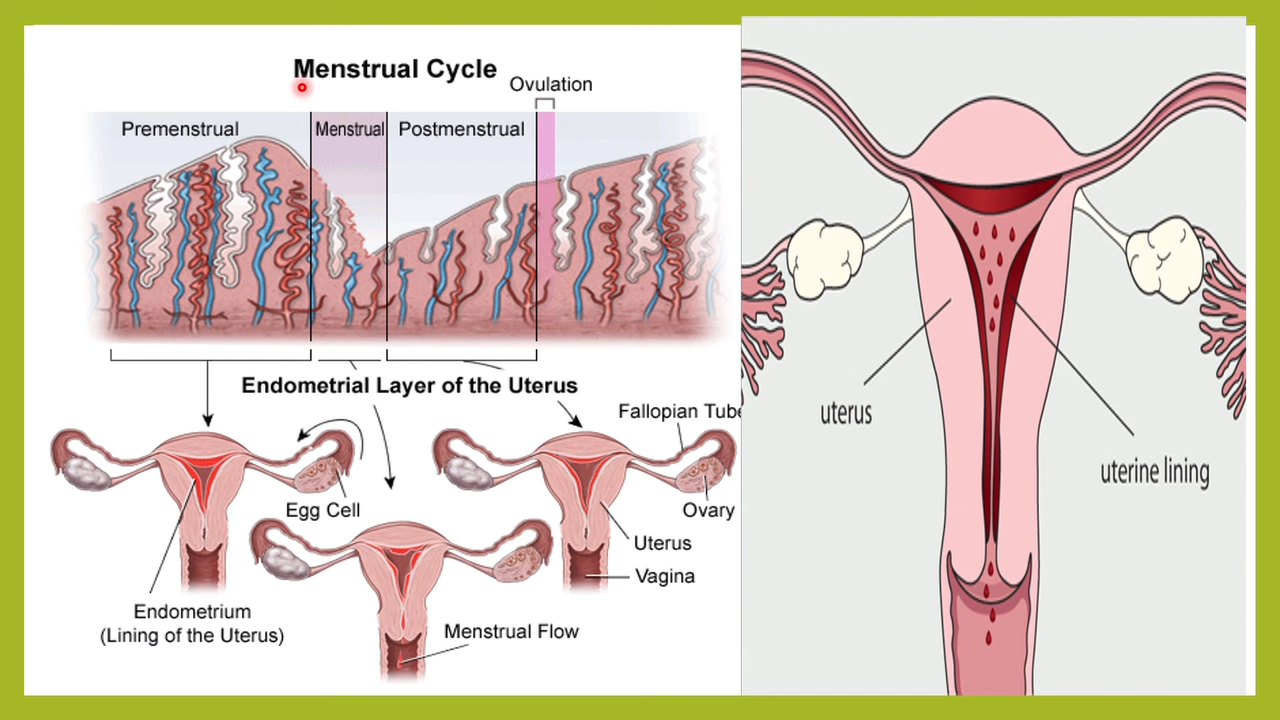 Menstrual Cycle
Ovulation
Premenstrual
Menstrual
Postmenstrual
Endometrial Layer of the Uterus
Fallopian Tube
Egg Cell
Ovary
Uterus
Vagina
Endometrium
(Lining of the Uterus)
Menstrual Flow
uterus
uterine lining